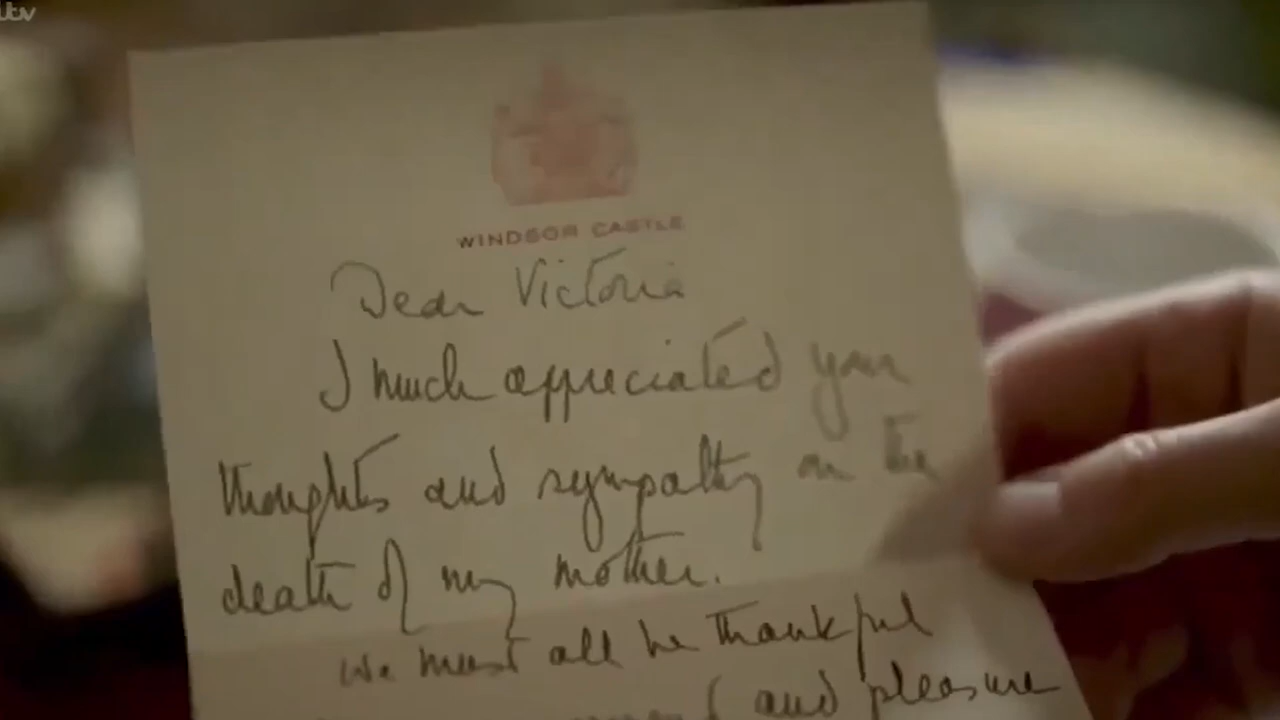 itv
WINDSOR CASTLE
Dear Victoria
I much appreciated your
thoughts and sympathy on the
death of my mother.
We must all be thankful
and pleasure